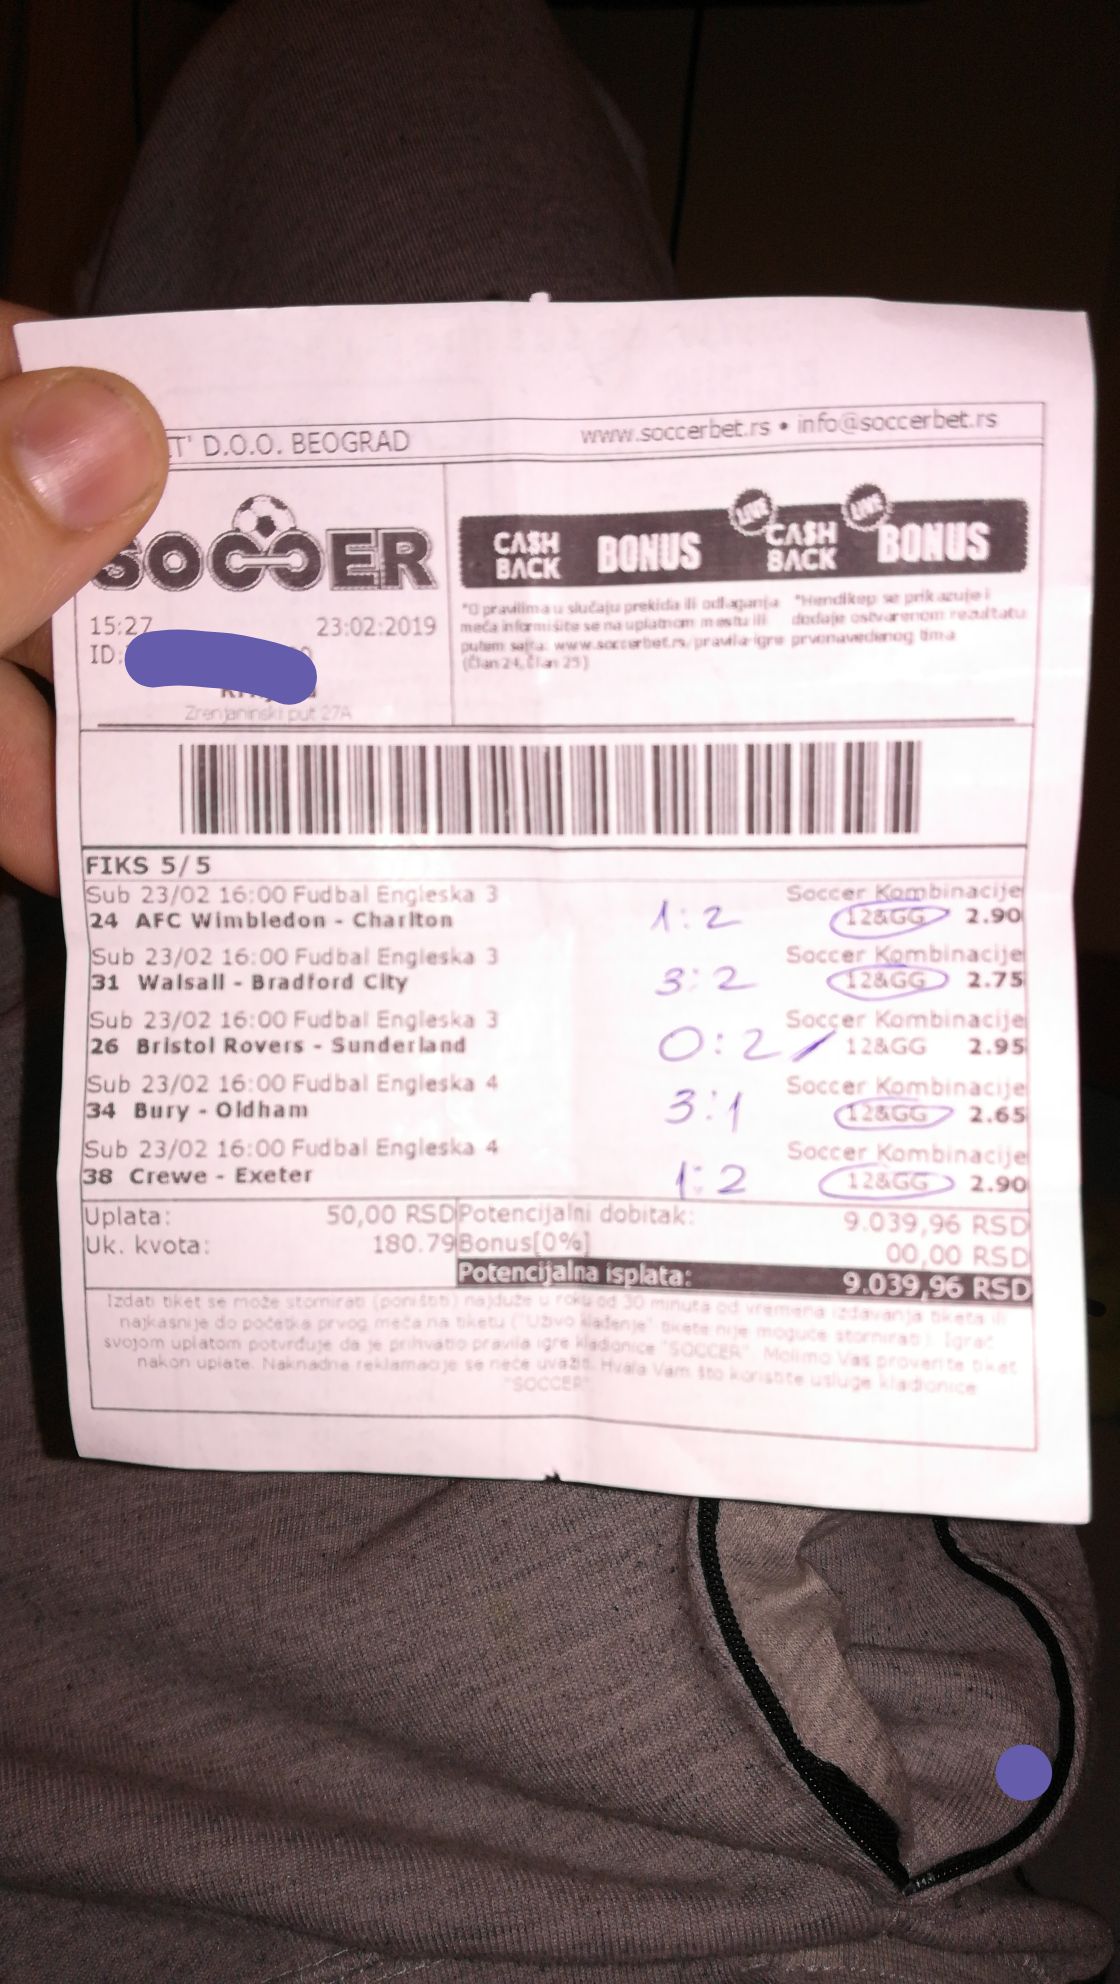 T' D.O.O. BEOGRAD www.soccerbet.rs • info@soccerbet.rs
SOCCER
CA$H BACK BONUS LIVE CA$H BACK LIVE BONUS
15:27 23:02:2019
ID:
Zrenjaninski put 27A
*O pravilima u slučaju prekida ili odlaganja
meča informišite se na uplatnom mestu ili
putem sajta: www.soccerbet.rs/pravila-igre
(Član 24, Član 25)
*Hendikep se prikazuje i
dodaje ostvarenom rezultatu
prvonavedenog tima
FIKS 5/5
Sub 23/02 16:00 Fudbal Engleska 3 Soccer Kombinacije
24 AFC Wimbledon - Charlton 1:2 12&GG 2.90
Sub 23/02 16:00 Fudbal Engleska 3 Soccer Kombinacije
31 Walsall - Bradford City 3:2 12&GG 2.75
Sub 23/02 16:00 Fudbal Engleska 3 Soccer Kombinacije
26 Bristol Rovers - Sunderland 0:2 12&GG 2.95
Sub 23/02 16:00 Fudbal Engleska 4 Soccer Kombinacije
34 Bury - Oldham 3:1 12&GG 2.65
Sub 23/02 16:00 Fudbal Engleska 4 Soccer Kombinacije
38 Crewe - Exeter 1:2 12&GG 2.90
Uplata: 50,00 RSD Potencijalni dobitak: 9.039,96 RSD
Uk. kvota: 180.79 Bonus[0%] 00,00 RSD
Potencijalna isplata: 9.039,96 RSD
Izdati tiket se može stornirati (poništiti) najduže u roku od 30 minuta od vremena izdavanja tiketa ili
najkasnije do početka prvog meča na tiketu ("Uživo klađenje" tikete nije moguće stornirati). Igrač
svojom uplatom potvrđuje da je prihvatio pravila igre kladionice "SOCCER". Molimo Vas proverite tiket
nakon uplate. Naknadne reklamacije se neće uvažiti. Hvala Vam što koristite usluge kladionice
"SOCCER"